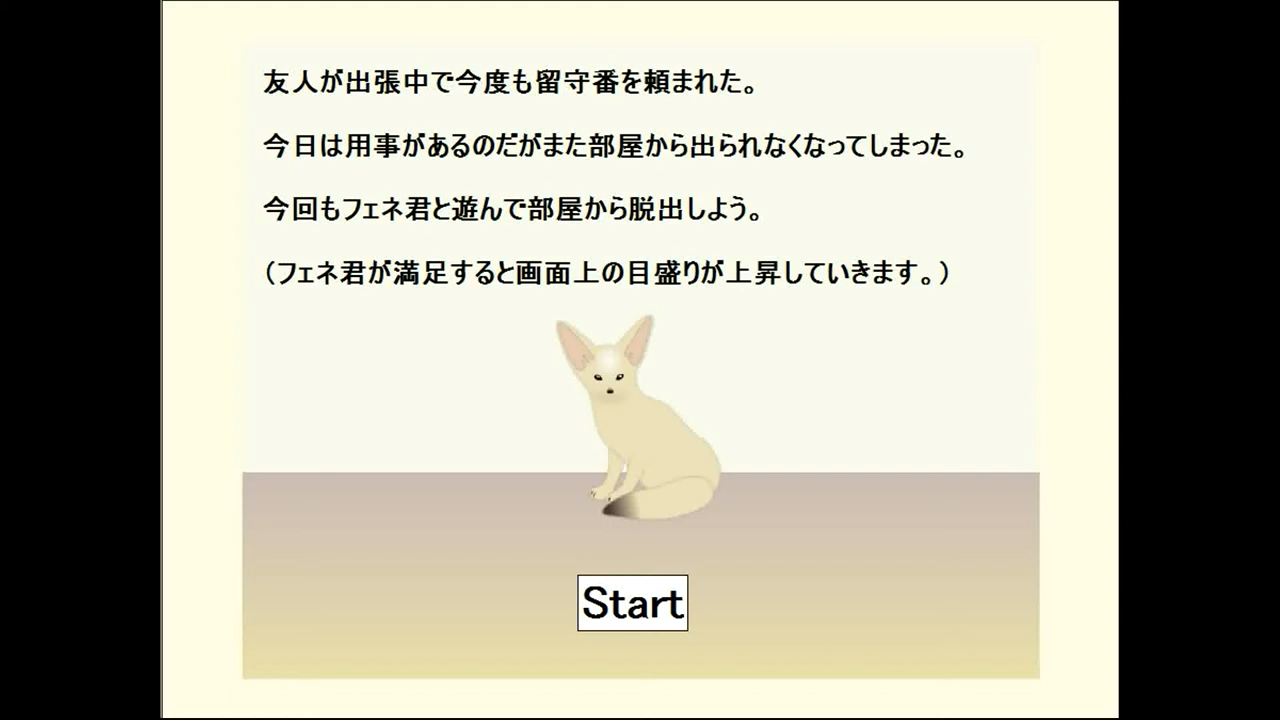 友人が出張中で今度も留守番を頼まれた。
今日は用事があるのだがまた部屋から出られなくなってしまった。
今回もフェネ君と遊んで部屋から脱出しよう。
（フェネ君が満足すると画面上の目盛りが上昇していきます。）
Start